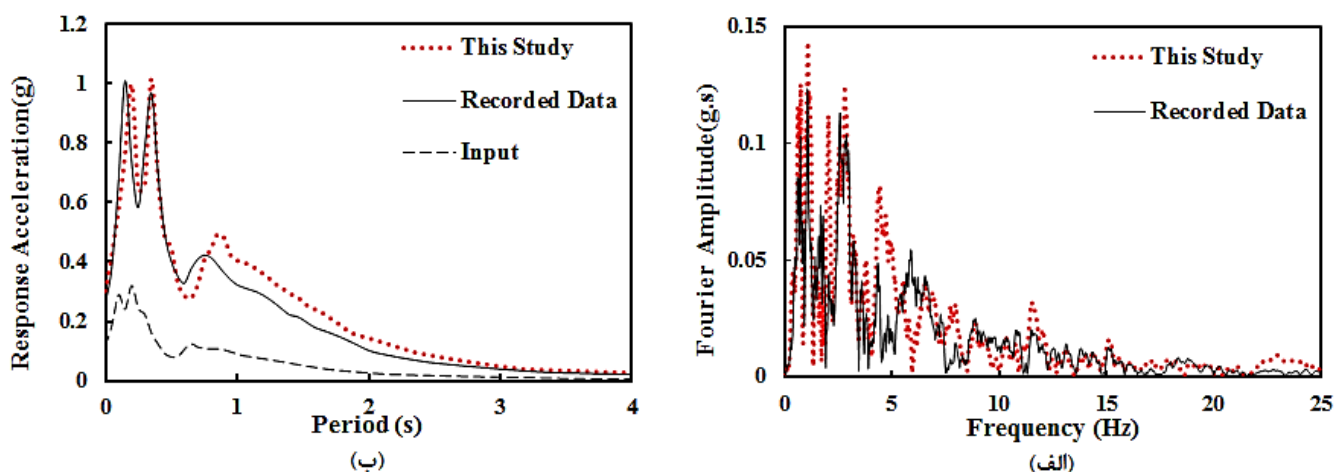 Response Acceleration(g)
1.2
1
0.8
0.6
0.4
0.2
0
This Study
Recorded Data
Input
0 1 2 3 4
Period (s)
(ب)
Fourier Amplitude(g.s)
0.15
0.1
0.05
0
This Study
Recorded Data
0 5 10 15 20 25
Frequency (Hz)
(الف)